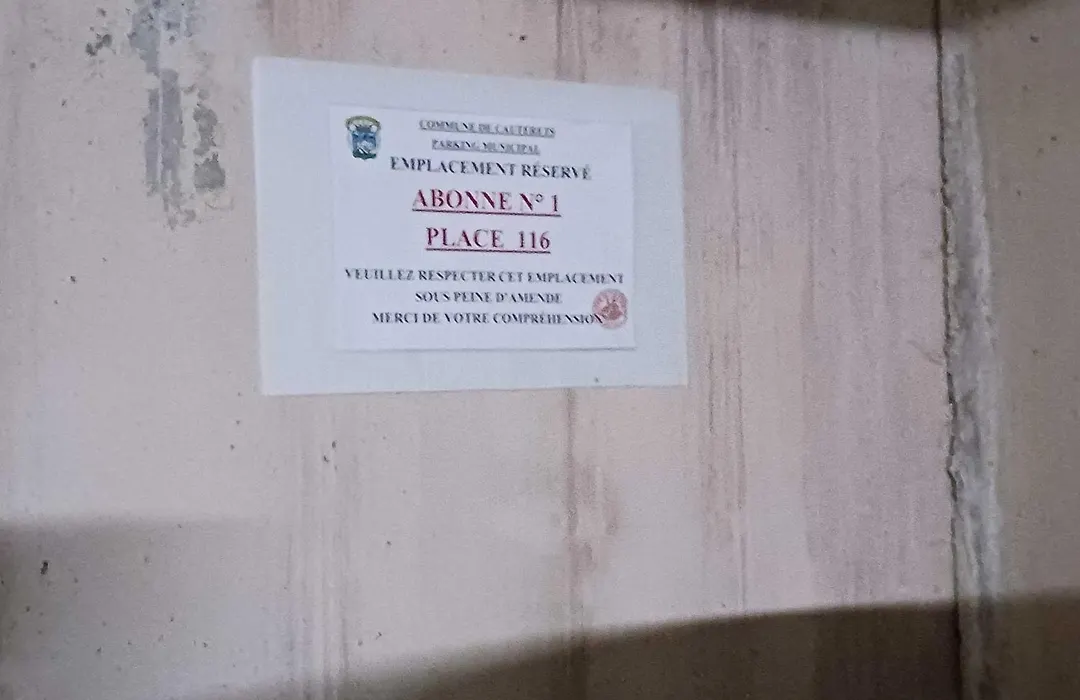 COMMUNE DE CAUTERETS
PARKING MUNICIPAL
EMPLACEMENT RÉSERVÉ
ABONNE N° 1
PLACE 116
VEUILLEZ RESPECTER CET EMPLACEMENT
SOUS PEINE D'AMENDE
MERCI DE VOTRE COMPRÉHENSION